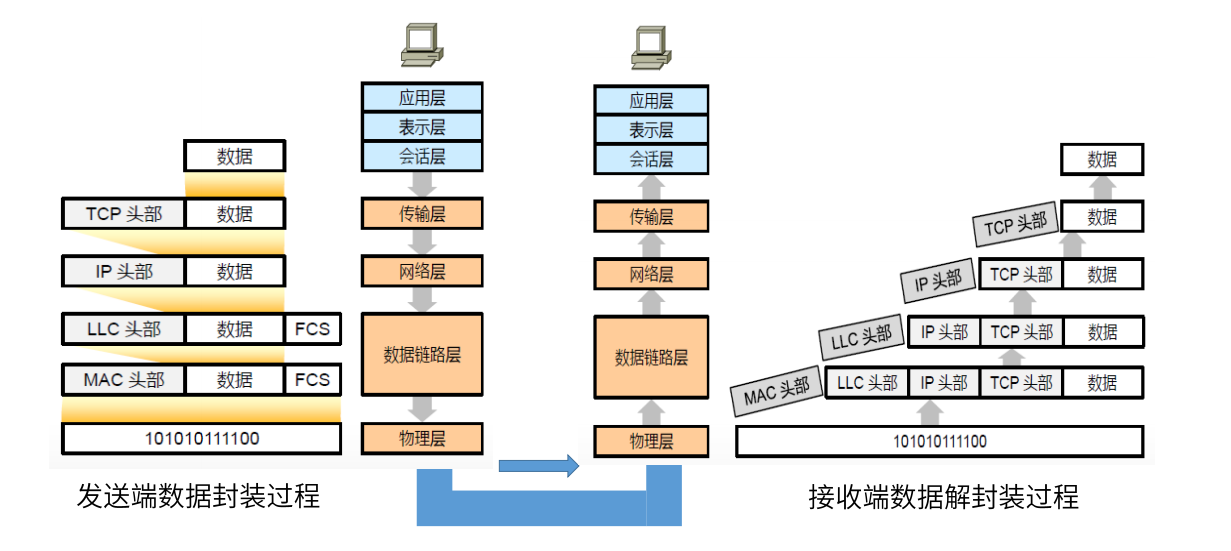 应用层
表示层
会话层
传输层
网络层
数据链路层
物理层
数据
TCP 头部 数据
IP 头部 数据
LLC 头部 数据 FCS
MAC 头部 数据 FCS
101010111100
发送端数据封装过程
应用层
表示层
会话层
传输层
网络层
数据链路层
物理层
数据
TCP 头部 数据
IP 头部 TCP 头部 数据
LLC 头部 IP 头部 TCP 头部 数据
MAC 头部 LLC 头部 IP 头部 TCP 头部 数据
101010111100
接收端数据解封装过程